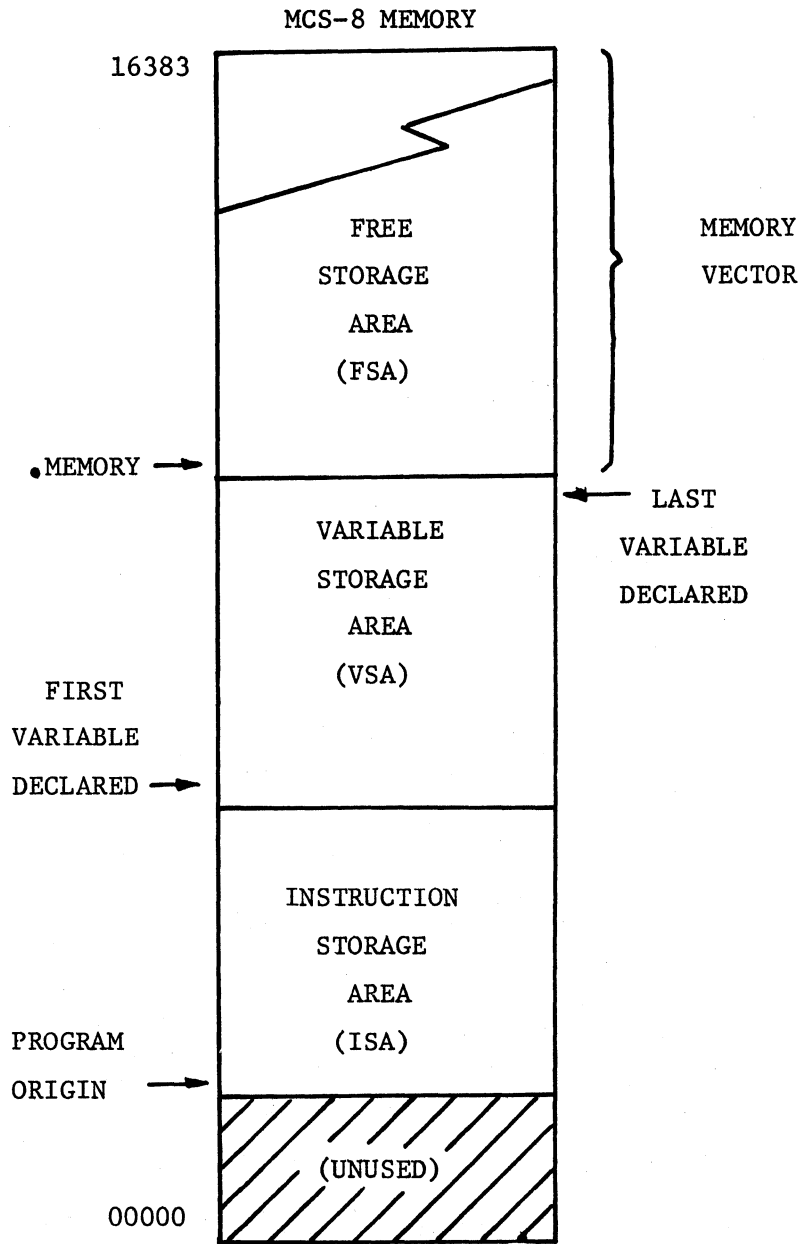 MCS-8 MEMORY
16383
FREE
STORAGE
AREA
(FSA)
MEMORY
VECTOR
.MEMORY
LAST
VARIABLE
DECLARED
VARIABLE
STORAGE
AREA
(VSA)
FIRST
VARIABLE
DECLARED
INSTRUCTION
STORAGE
AREA
(ISA)
PROGRAM
ORIGIN
(UNUSED)
00000